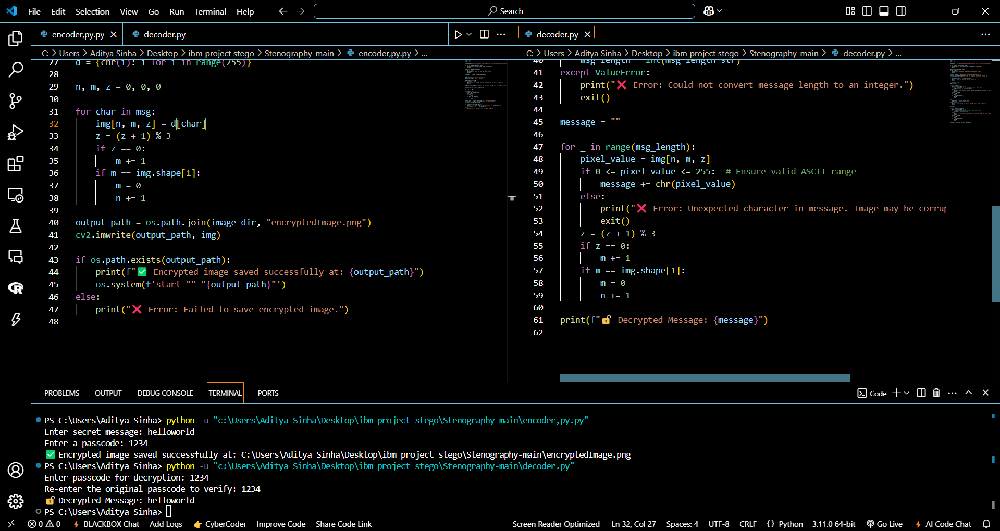 File Edit Selection View Go Run Terminal Help Search
encoder,py.py decoder.py
C: > Users > Aditya Sinha > Desktop > ibm project stego > Stenography-main > encoder,py.py > ...
27 d = {chr(i): i for i in range(255)}
28
29 n, m, z = 0, 0, 0
30
31 for char in msg:
32 img[n, m, z] = d[char]
33 z = (z + 1) % 3
34 if z == 0:
35 m += 1
36 if m == img.shape[1]:
37 m = 0
38 n += 1
39
40 output_path = os.path.join(image_dir, "encryptedImage.png")
41 cv2.imwrite(output_path, img)
42
43 if os.path.exists(output_path):
44 print(f"✅ Encrypted image saved successfully at: {output_path}")
45 os.system(f'start "" "{output_path}"')
46 else:
47 print("❌ Error: Failed to save encrypted image.")
48
decoder.py
C: > Users > Aditya Sinha > Desktop > ibm project stego > Stenography-main > decoder.py > ...
40 msg_length = int(msg_length_str)
41 except ValueError:
42 print("❌ Error: Could not convert message length to an integer.")
43 exit()
44
45 message = ""
46
47 for _ in range(msg_length):
48 pixel_value = img[n, m, z]
49 if 0 <= pixel_value <= 255: # Ensure valid ASCII range
50 message += chr(pixel_value)
51 else:
52 print("❌ Error: Unexpected character in message. Image may be corrup
53 exit()
54 z = (z + 1) % 3
55 if z == 0:
56 m += 1
57 if m == img.shape[1]:
58 m = 0
59 n += 1
60
61 print(f"🔓 Decrypted Message: {message}")
62
PROBLEMS OUTPUT DEBUG CONSOLE TERMINAL PORTS Code
PS C:\Users\Aditya Sinha> python -u "c:\Users\Aditya Sinha\Desktop\ibm project stego\Stenography-main\encoder,py.py"
Enter secret message: helloworld
Enter a passcode: 1234
✅ Encrypted image saved successfully at: C:\Users\Aditya Sinha\Desktop\ibm project stego\Stenography-main\encryptedImage.png
PS C:\Users\Aditya Sinha> python -u "c:\Users\Aditya Sinha\Desktop\ibm project stego\Stenography-main\decoder.py"
Enter passcode for decryption: 1234
Re-enter the original passcode to verify: 1234
🔓 Decrypted Message: helloworld
PS C:\Users\Aditya Sinha>
0 0 BLACKBOX Chat Add Logs 👉 CyberCoder Improve Code Share Code Link Screen Reader Optimized Ln 32, Col 27 Spaces: 4 UTF-8 CRLF {} Python 3.11.0 64-bit Go Live AI Code Chat